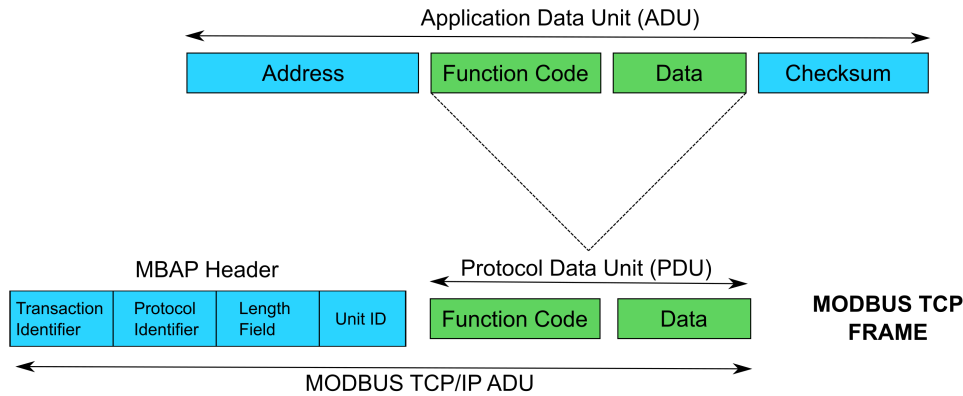 Application Data Unit (ADU)
Address
Function Code
Data
Checksum
MBAP Header
Protocol Data Unit (PDU)
Transaction
Identifier
Protocol
Identifier
Length
Field
Unit ID
Function Code
Data
MODBUS TCP
FRAME
MODBUS TCP/IP ADU